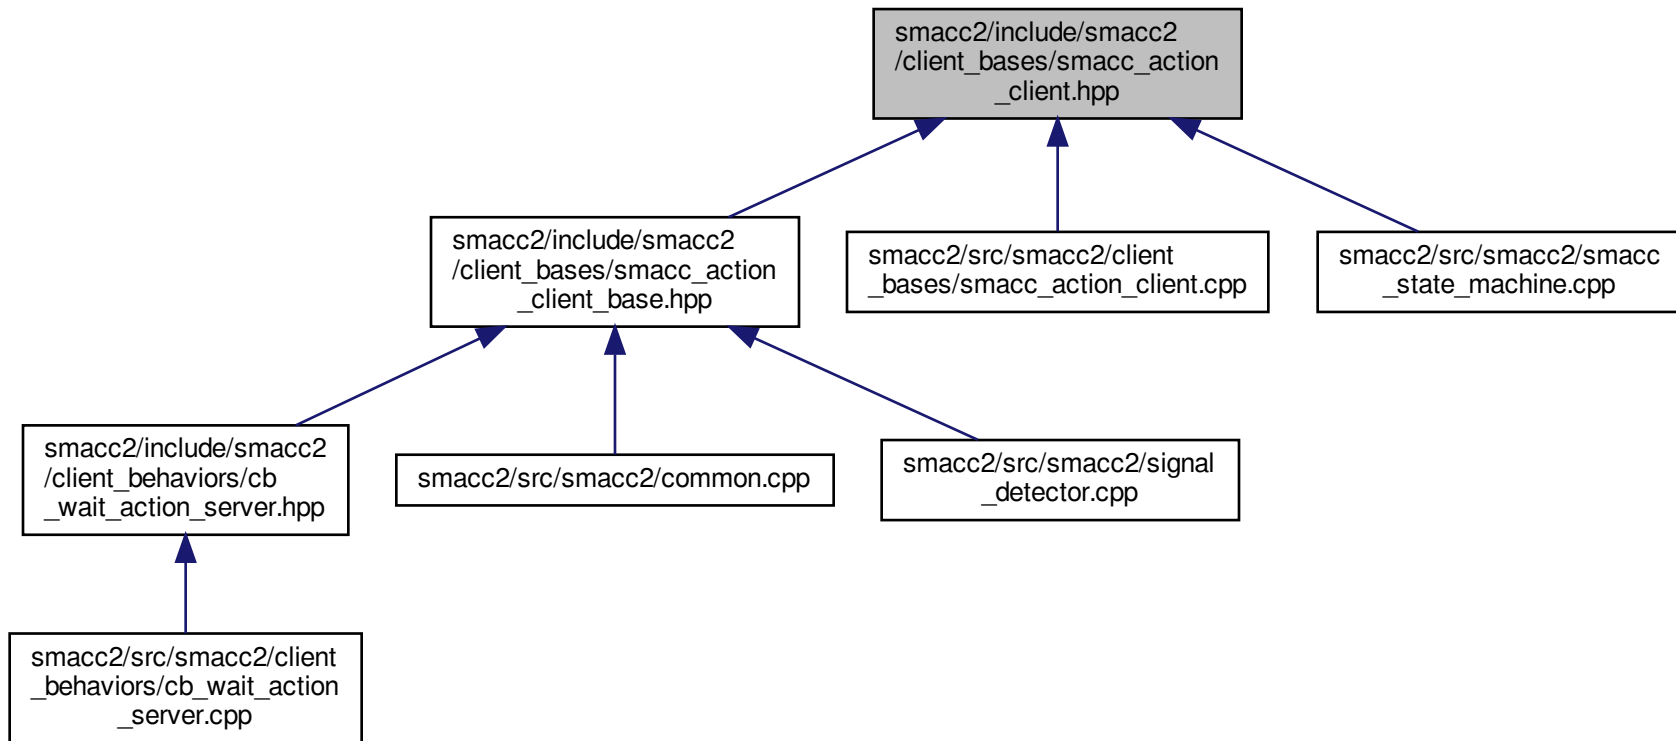 smacc2/include/smacc2
/client_bases/smacc_action
_client.hpp
smacc2/include/smacc2
/client_bases/smacc_action
_client_base.hpp
smacc2/src/smacc2/client
_bases/smacc_action_client.cpp
smacc2/src/smacc2/smacc
_state_machine.cpp
smacc2/include/smacc2
/client_behaviors/cb
_wait_action_server.hpp
smacc2/src/smacc2/common.cpp
smacc2/src/smacc2/signal
_detector.cpp
smacc2/src/smacc2/client
_behaviors/cb_wait_action
_server.cpp